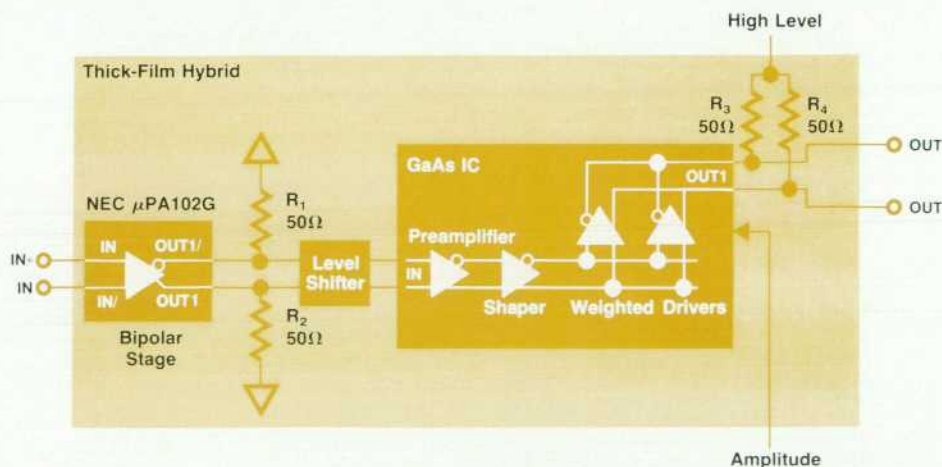 High Level
Thick-Film Hybrid
R3
50Ω
R4
50Ω
OUT
GaAs IC
OUT1
OUT
NEC μPA102G
R1
50Ω
IN
OUT1/
Preamplifier
IN-
IN
Level
Shifter
IN
IN/
OUT1
Shaper
Weighted Drivers
R2
50Ω
Bipolar
Stage
Amplitude